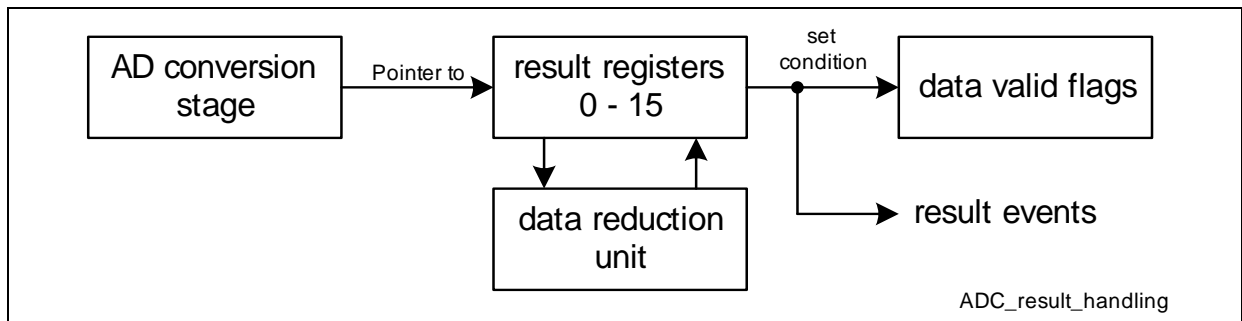 AD conversion
stage
Pointer to
result registers
0 - 15
set
condition
data valid flags
data reduction
unit
result events
ADC_result_handling